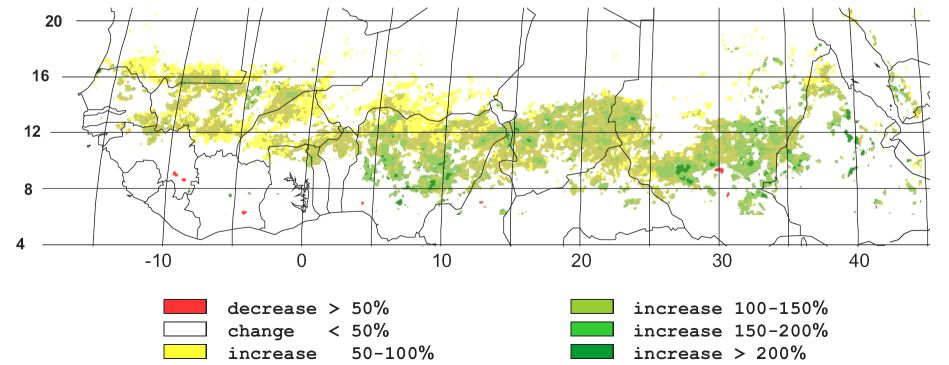 20
16
12
8
4
-10 0 10 20 30 40
decrease > 50%
change < 50%
increase 50-100%
increase 100-150%
increase 150-200%
increase > 200%